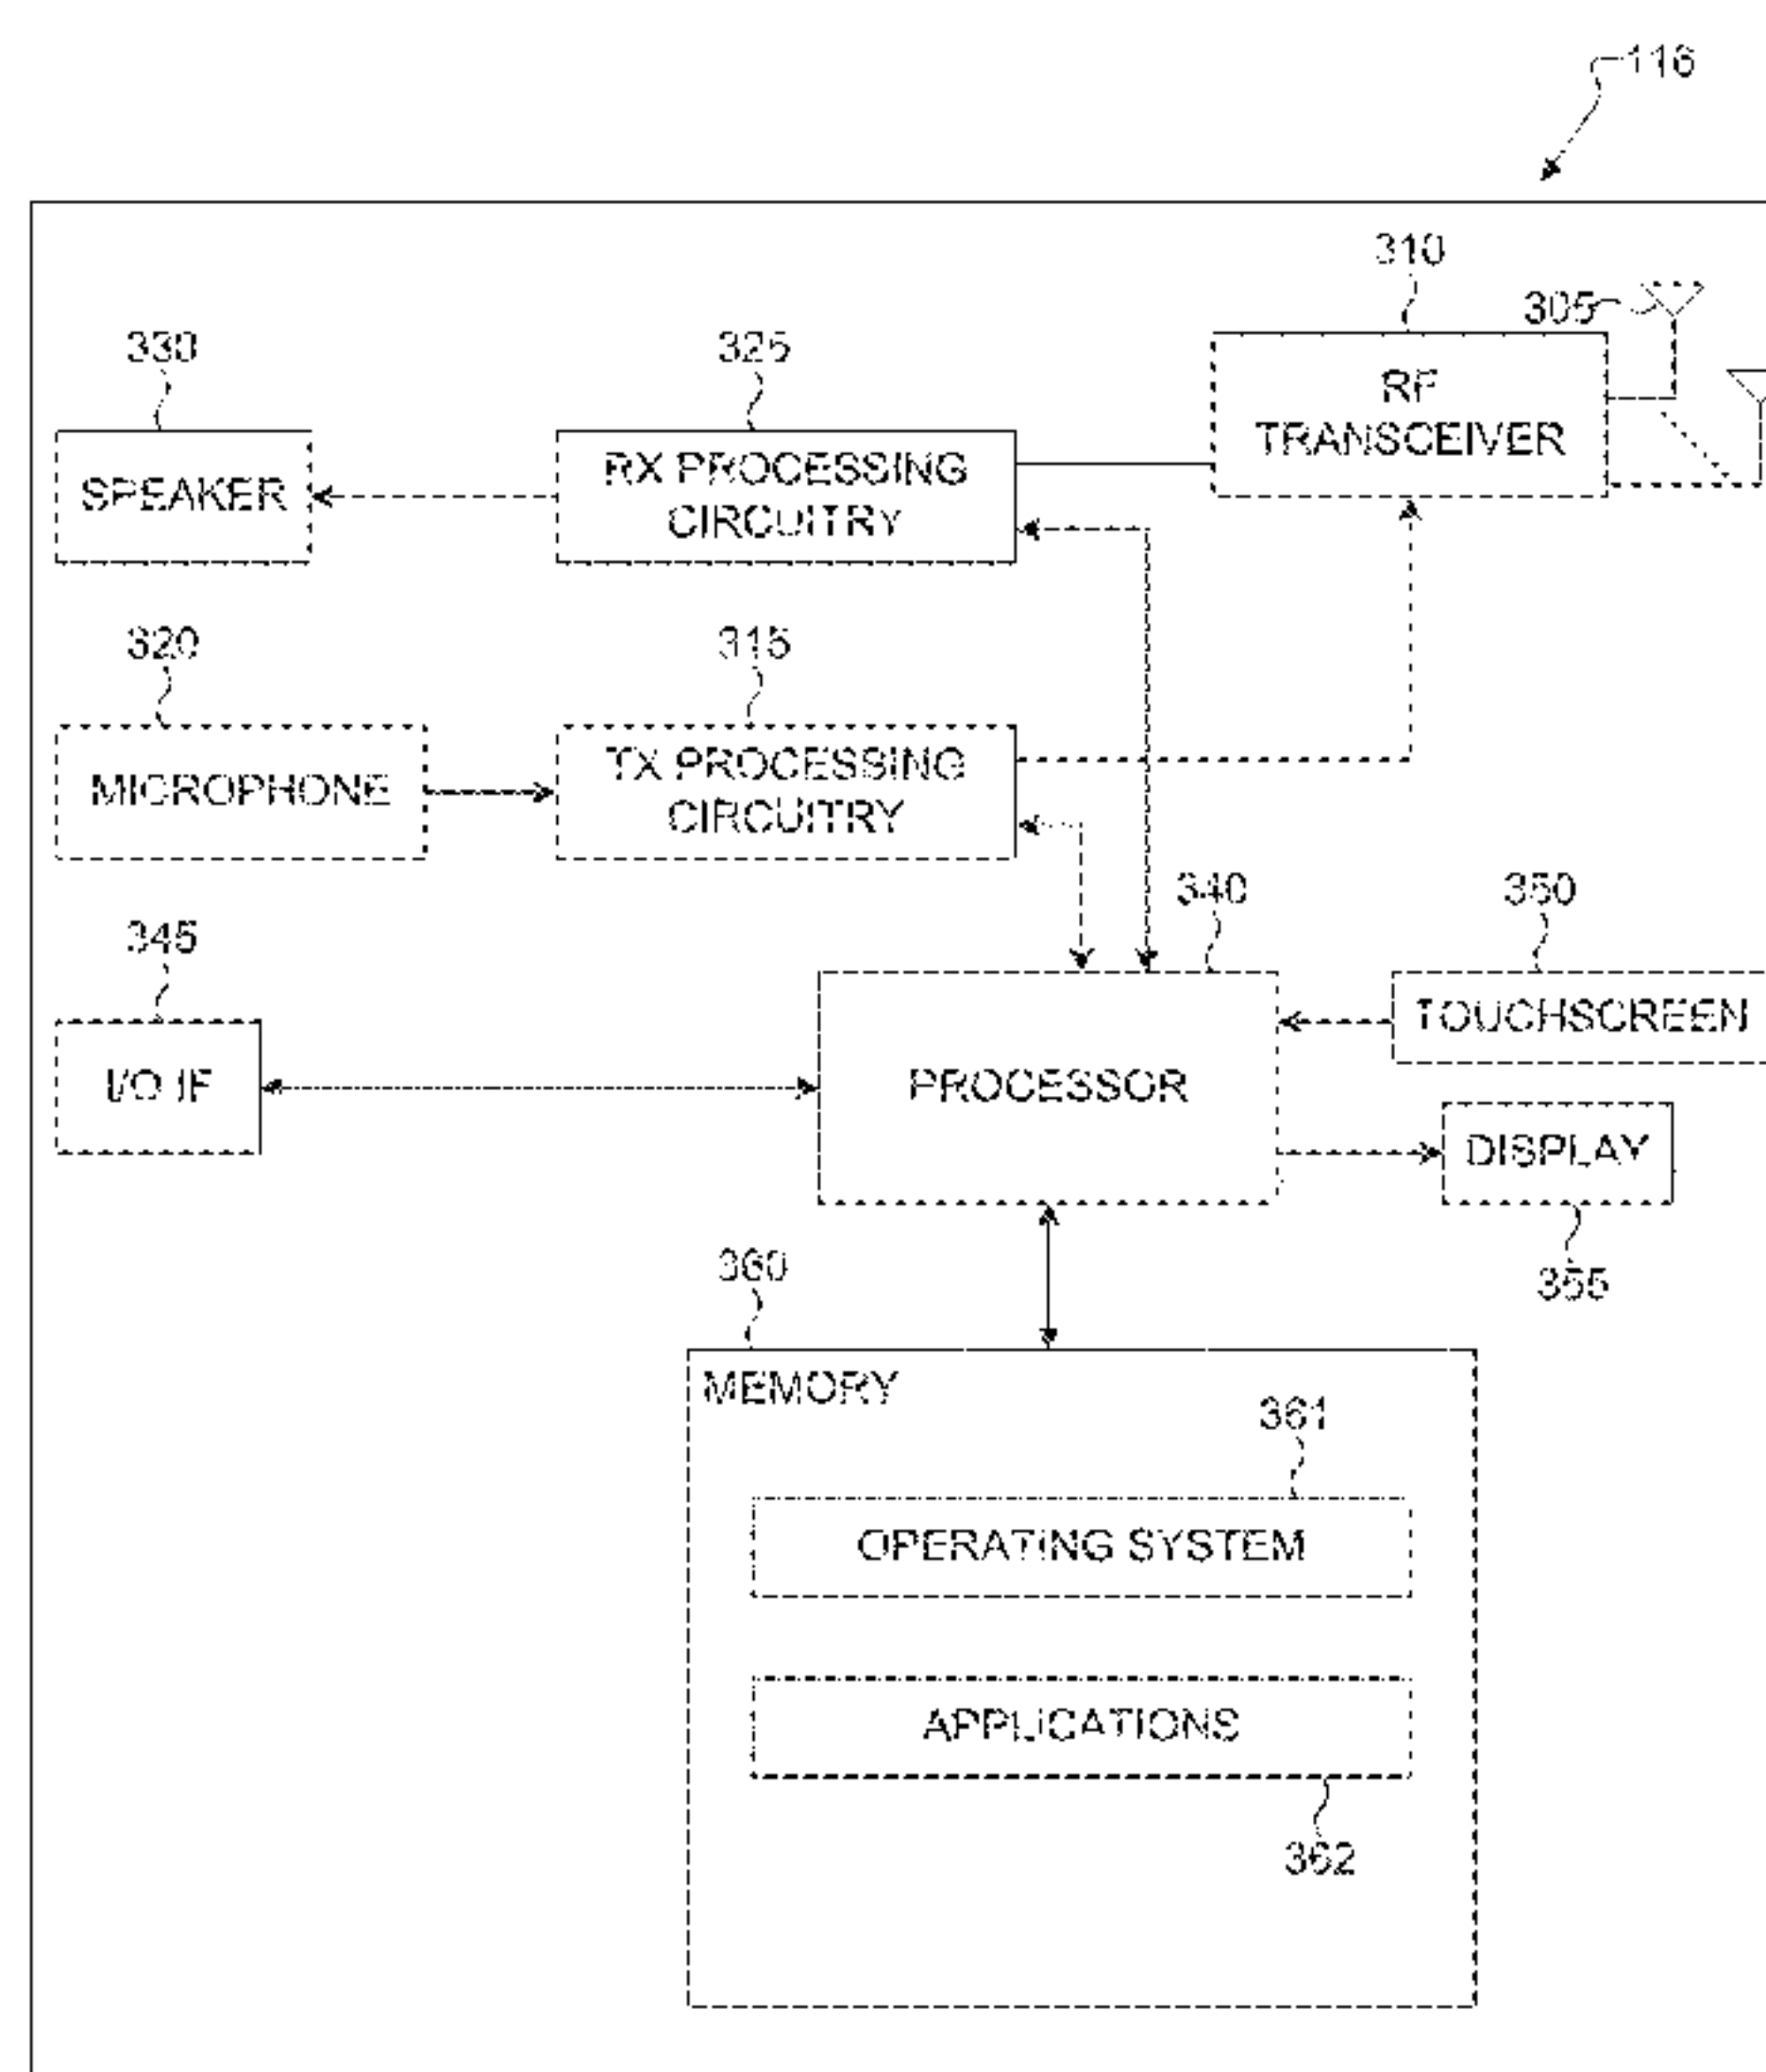 116
310
305
330
325
RF
TRANSCEIVER
SPEAKER
RX PROCESSING
CIRCUITRY
320
315
MICROPHONE
TX PROCESSING
CIRCUITRY
340
350
345
TOUCHSCREEN
I/O IF
PROCESSOR
DISPLAY
360
355
MEMORY
361
OPERATING SYSTEM
APPLICATIONS
362